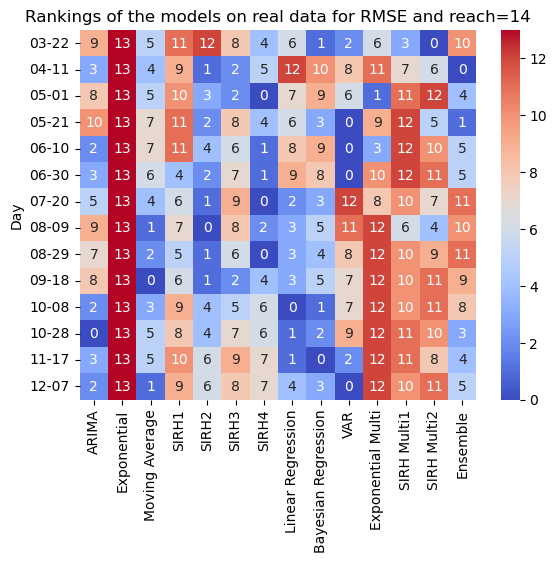 Rankings of the models on real data for RMSE and reach=14
Day
03-22 9 13 5 11 12 8 4 6 1 2 6 3 0 10
04-11 3 13 4 9 1 2 5 12 10 8 11 7 6 0
05-01 8 13 5 10 3 2 0 7 9 6 1 11 12 4
05-21 10 13 7 11 2 8 4 6 3 0 9 12 5 1
06-10 2 13 7 11 4 6 1 8 9 0 3 12 10 5
06-30 3 13 6 4 2 7 1 9 8 0 10 12 11 5
07-20 5 13 4 6 1 9 0 2 3 12 8 10 7 11
08-09 9 13 1 7 0 8 2 3 5 11 12 6 4 10
08-29 7 13 2 5 1 6 0 3 4 8 12 10 9 11
09-18 8 13 0 6 1 2 4 3 5 7 12 10 11 9
10-08 2 13 3 9 4 5 6 0 1 7 12 10 11 8
10-28 0 13 5 8 4 7 6 1 2 9 12 11 10 3
11-17 3 13 5 10 6 9 7 1 0 2 12 11 8 4
12-07 2 13 1 9 6 8 7 4 3 0 12 10 11 5
ARIMA
Exponential
Moving Average
SIRH1
SIRH2
SIRH3
SIRH4
Linear Regression
Bayesian Regression
VAR
Exponential Multi
SIRH Multi1
SIRH Multi2
Ensemble
12
10
8
6
4
2
0